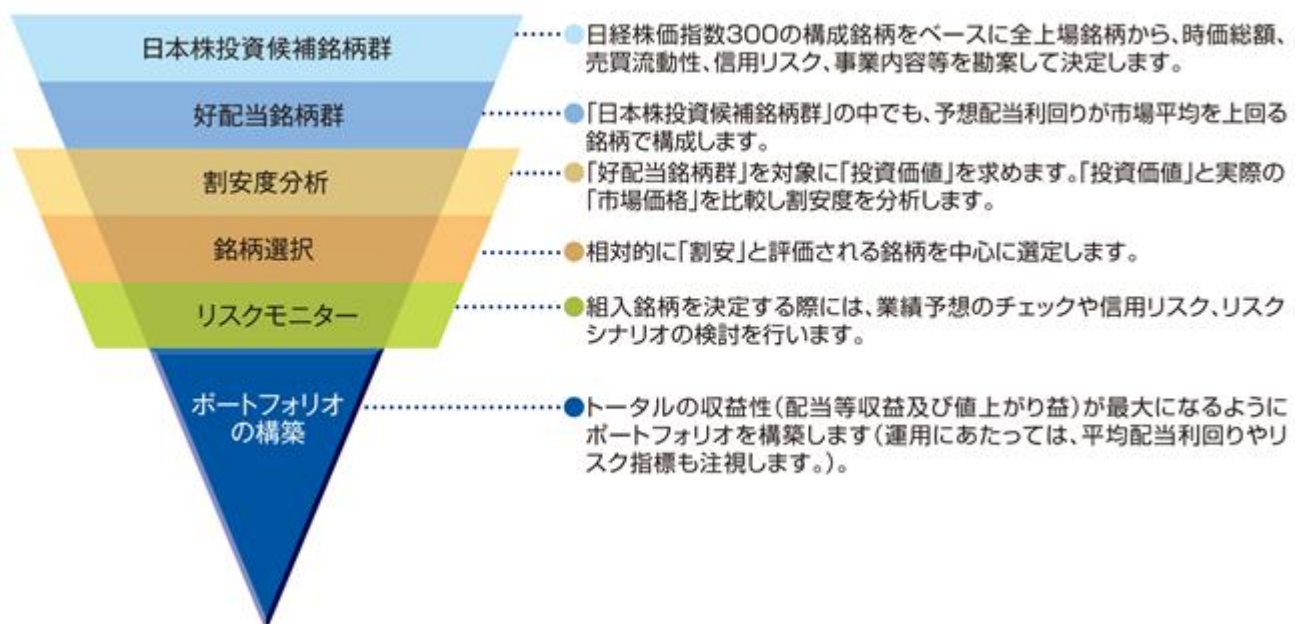 日本株投資候補銘柄群
日経株価指数300の構成銘柄をベースに全上場銘柄から、時価総額、
売買流動性、信用リスク、事業内容等を勘案して決定します。
好配当銘柄群
「日本株投資候補銘柄群」の中でも、予想配当利回りが市場平均を上回る
銘柄で構成します。
割安度分析
「好配当銘柄群」を対象に「投資価値」を求めます。「投資価値」と実際の
「市場価格」を比較し割安度を分析します。
銘柄選択
相対的に「割安」と評価される銘柄を中心に選定します。
リスクモニター
組入銘柄を決定する際には、業績予想のチェックや信用リスク、リスク
シナリオの検討を行います。
ポートフォリオ
の構築
トータルの収益性(配当等収益及び値上がり益)が最大になるように
ポートフォリオを構築します(運用にあたっては、平均配当利回りやリ
スク指標も注視します。)。